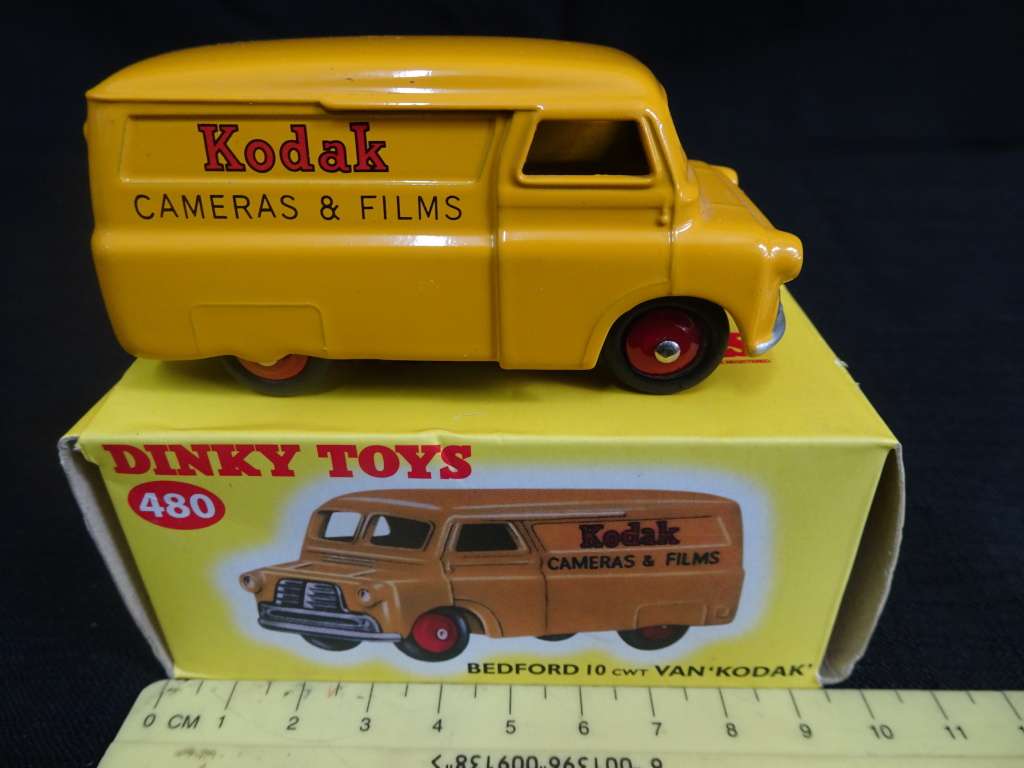 Kodak
CAMERAS & FILMS
DINKY TOYS
480
Kodak
CAMERAS & FILMS
BEDFORD 10 CWT VAN 'KODAK'
0 CM 1 2 3 4 5 6 7 8 9 10 11